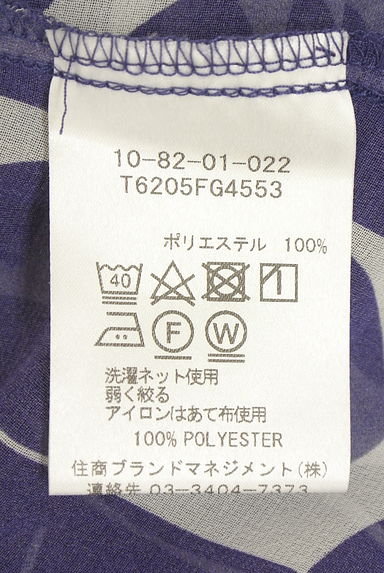 10-82-01-022
T6205FG4553
ポリエステル 100%
40
F W
洗濯ネット使用
弱く絞る
アイロンはあて布使用
100% POLYESTER
住商ブランドマネジメント(株)
連絡先 03-3404-7373